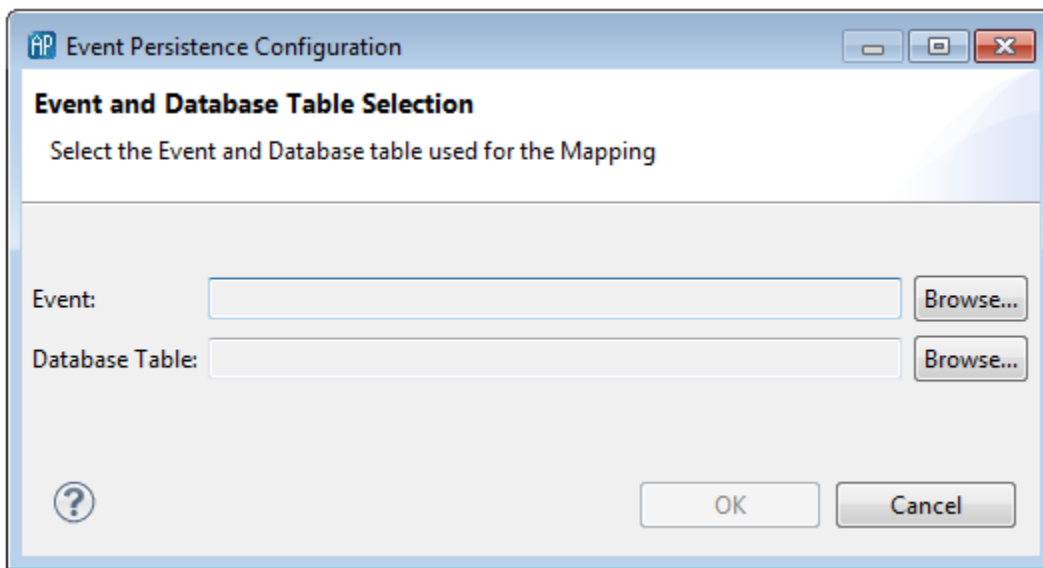 AP Event Persistence Configuration
Event and Database Table Selection
Select the Event and Database table used for the Mapping
Event: Browse...
Database Table: Browse...
? OK Cancel